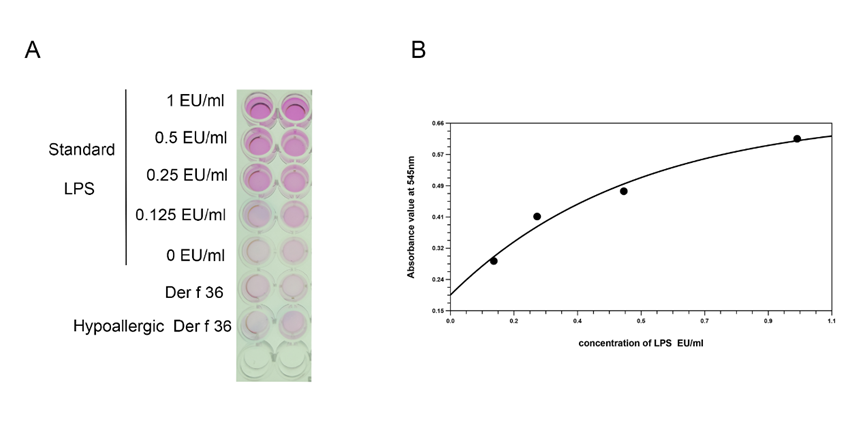 A
1 EU/ml
0.5 EU/ml
Standard
0.25 EU/ml
LPS
0.125 EU/ml
0 EU/ml
Der f 36
Hypoallergic Der f 36
B
0.66
0.57
0.49
0.41
0.32
0.24
0.15
Absorbance value at 545nm
0.0 0.2 0.4 0.5 0.7 0.9 1.1
concentration of LPS EU/ml